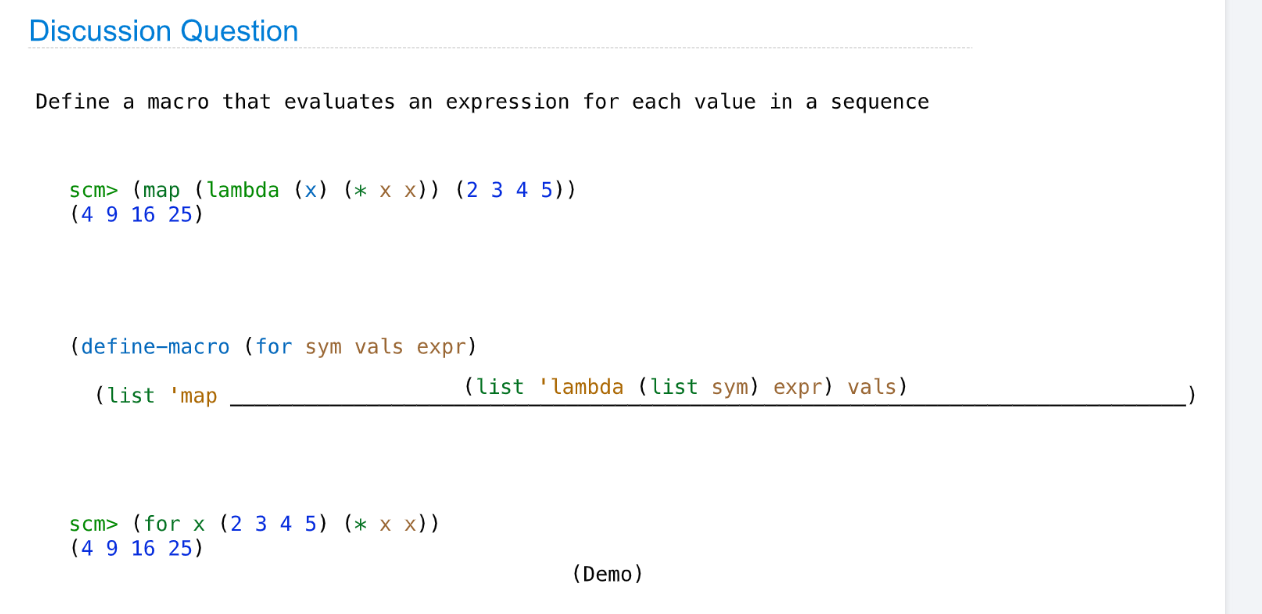 Discussion Question
Define a macro that evaluates an expression for each value in a sequence
scm> (map (lambda (x) (* x x)) (2 3 4 5))
(4 9 16 25)
(define-macro (for sym vals expr)
(list 'map (list 'lambda (list sym) expr) vals) )
scm> (for x (2 3 4 5) (* x x))
(4 9 16 25)
(Demo)